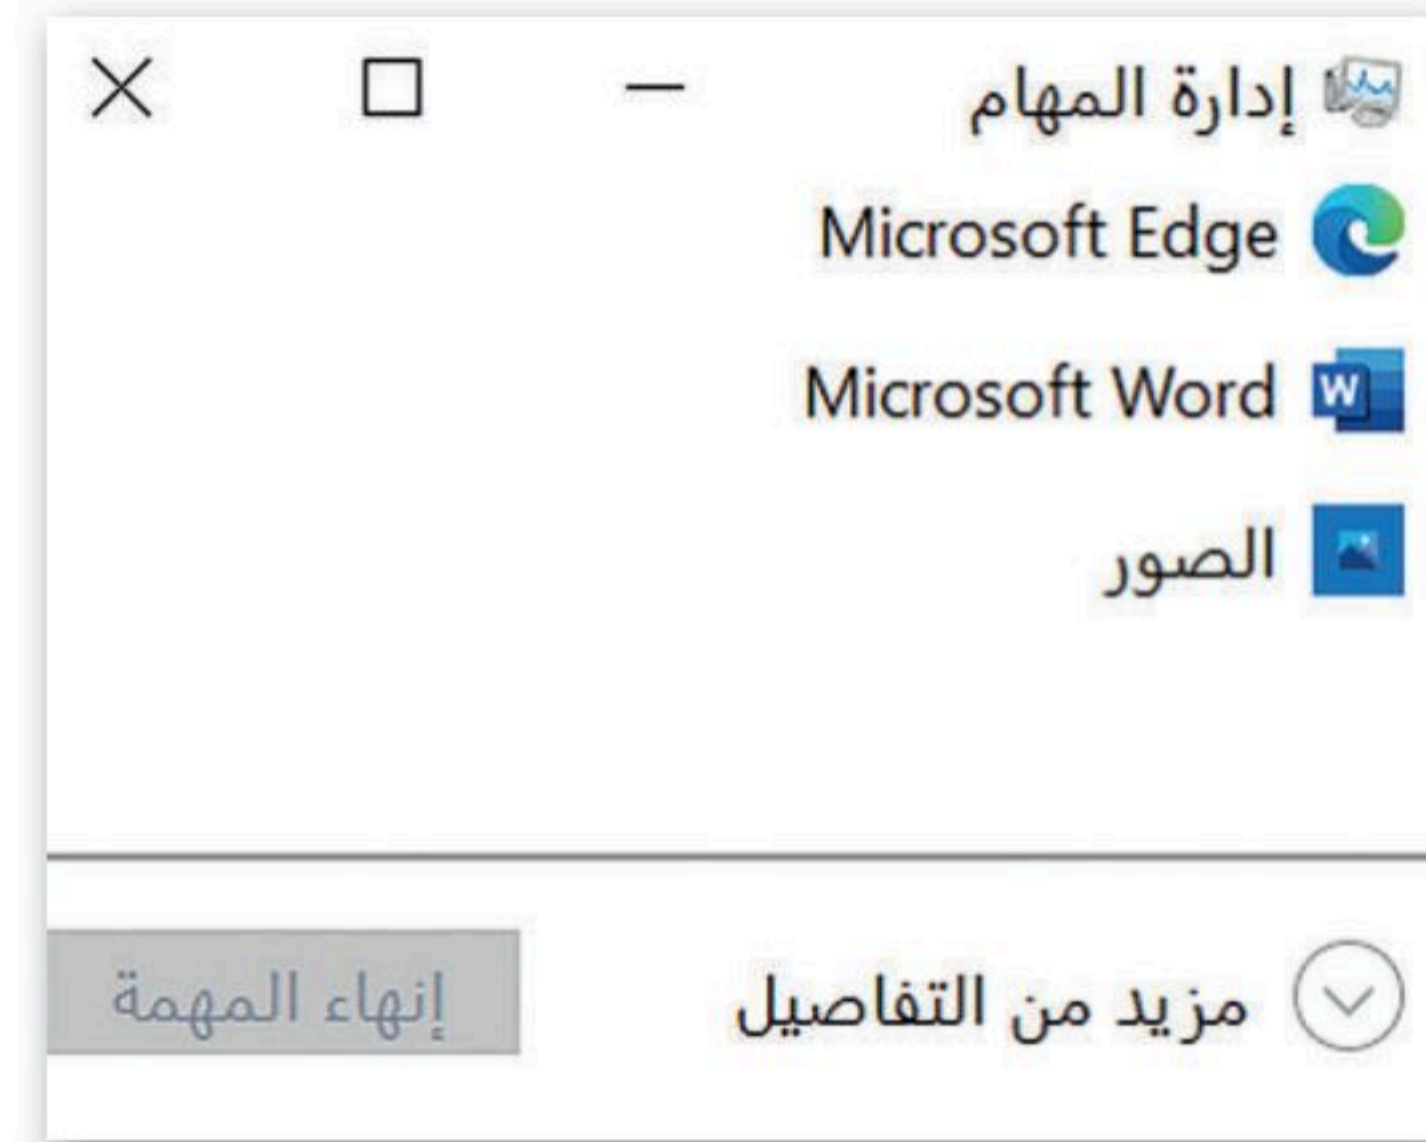 إدارة المهام
Microsoft Edge
Microsoft Word
W
الصور
مزيد من التفاصيل
إنهاء المهمة